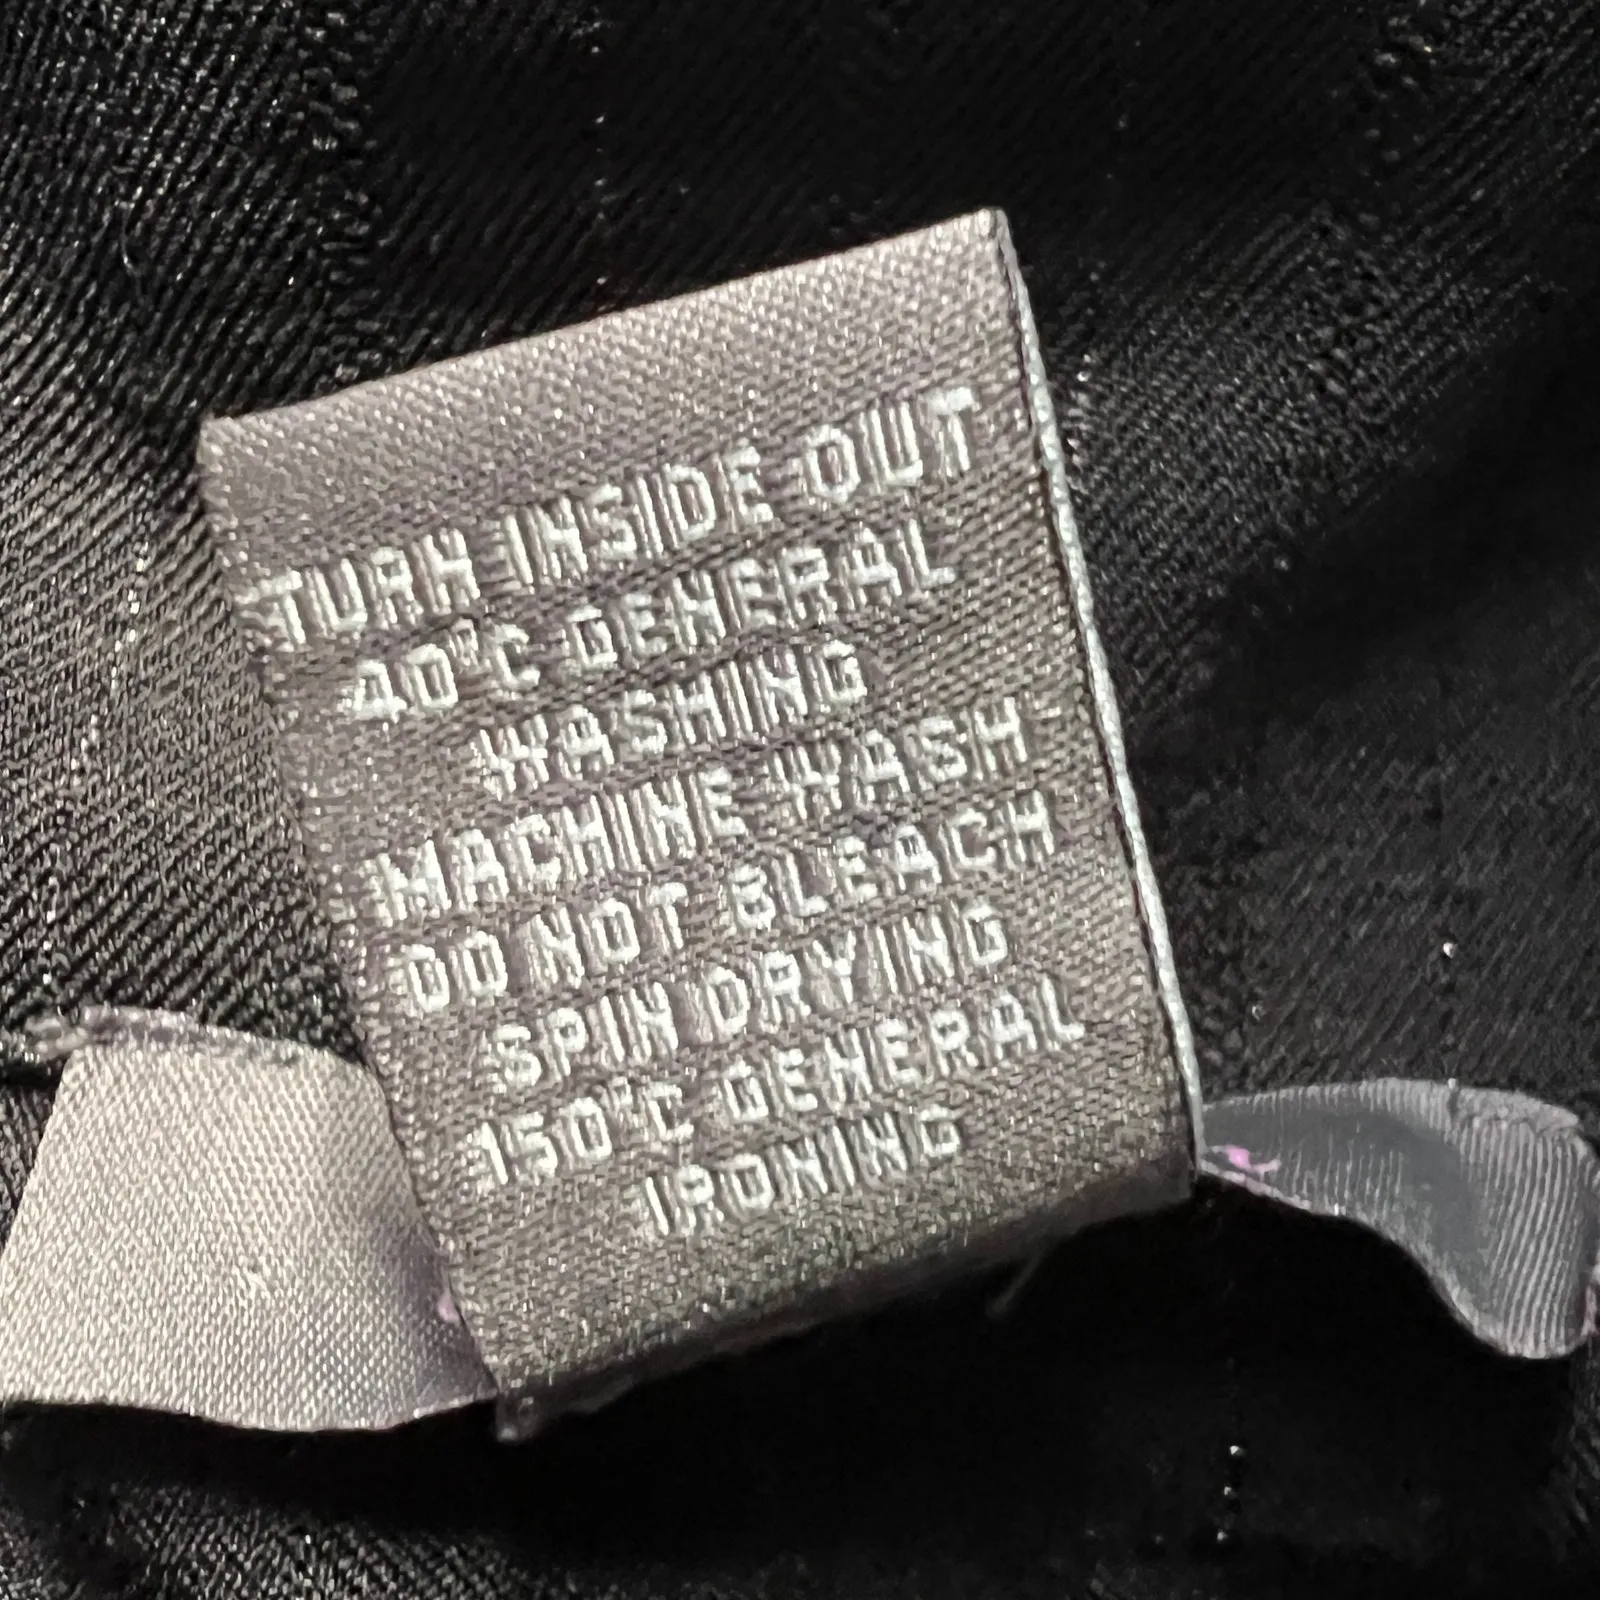 TURN INSIDE OUT
40°C GENERAL
WASHING
MACHINE WASH
DO NOT BLEACH
SPIN DRYING
150°C GENERAL
IRONING